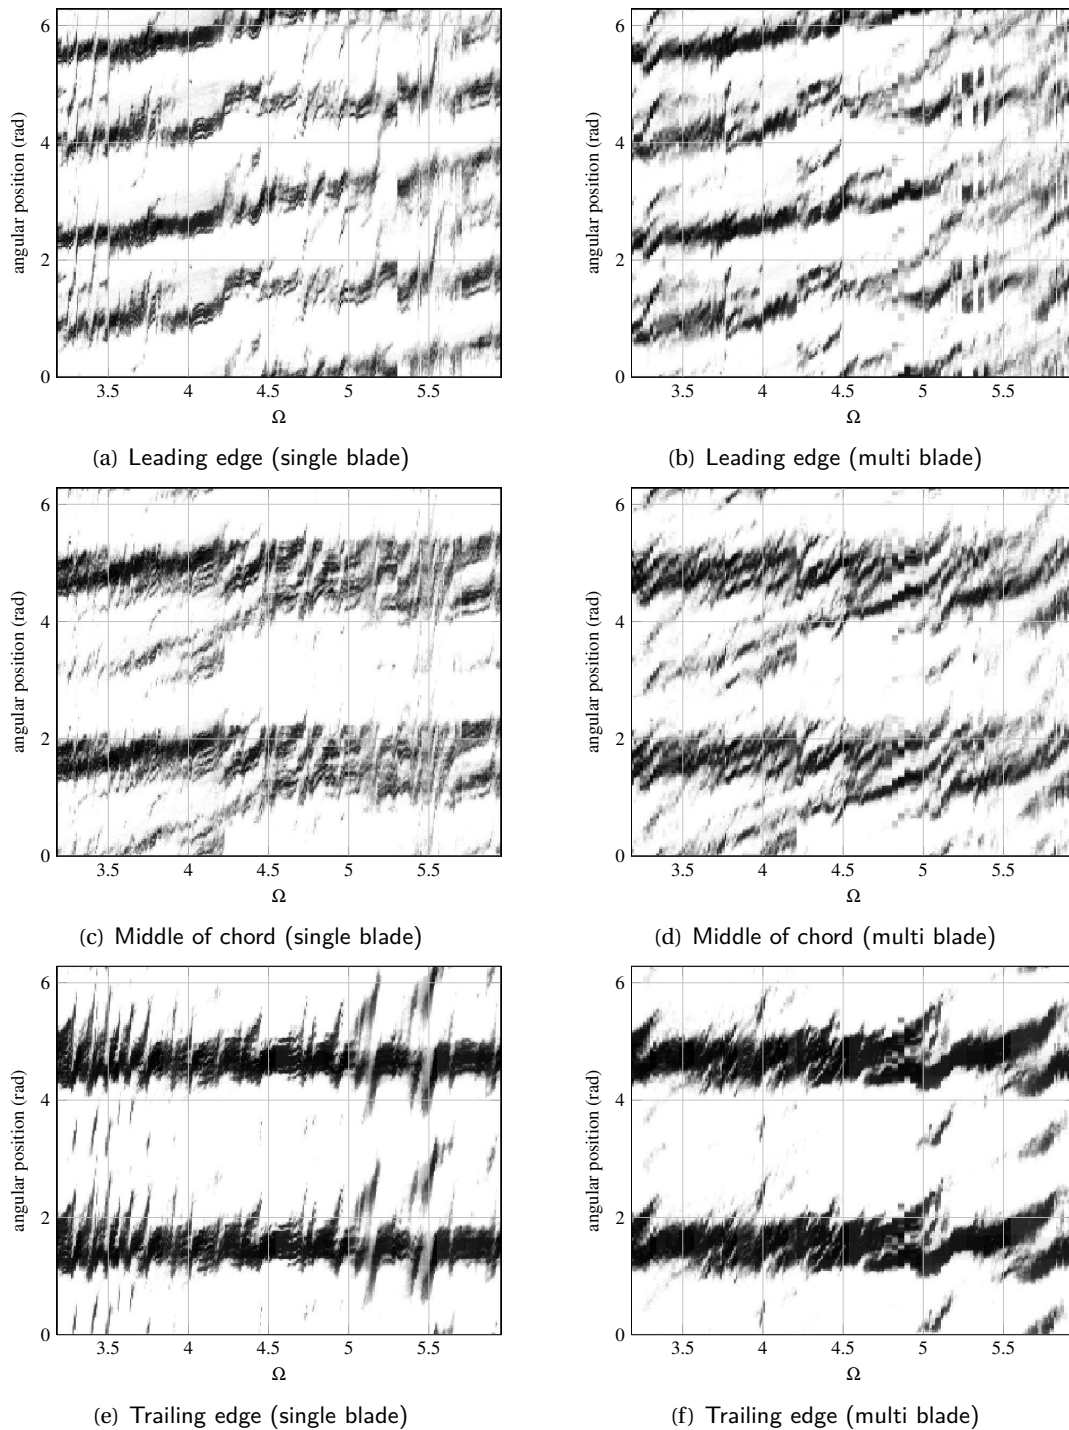 angular position (rad)
6
4
2
0
3.5 4 4.5 5 5.5
Ω
(a) Leading edge (single blade)
angular position (rad)
6
4
2
0
3.5 4 4.5 5 5.5
Ω
(b) Leading edge (multi blade)
angular position (rad)
6
4
2
0
3.5 4 4.5 5 5.5
Ω
(c) Middle of chord (single blade)
angular position (rad)
6
4
2
0
3.5 4 4.5 5 5.5
Ω
(d) Middle of chord (multi blade)
angular position (rad)
6
4
2
0
3.5 4 4.5 5 5.5
Ω
(e) Trailing edge (single blade)
angular position (rad)
6
4
2
0
3.5 4 4.5 5 5.5
Ω
(f) Trailing edge (multi blade)